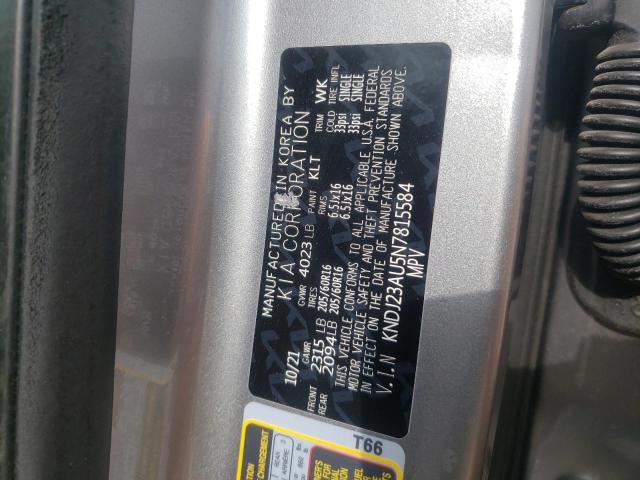 MANUFACTURED IN KOREA BY
KIA CORPORATION
10/21 GVWR 4023 LB PAINT KLT TRIM WK
GAWR TIRES RIMS COLD TIRE INFL
FRONT 2315 LB 205/60R16 6.5Jx16 33psi SINGLE
REAR 2094 LB 205/60R16 6.5Jx16 33psi SINGLE
THIS VEHICLE CONFORMS TO ALL APPLICABLE U.S.A. FEDERAL
MOTOR VEHICLE SAFETY AND THEFT PREVENTION STANDARDS
IN EFFECT ON THE DATE OF MANUFACTURE SHOWN ABOVE.
V.I.N KNDJ23AU5N7815584
MPV
T66
CHARGEMENT
REAR
ARRIERE